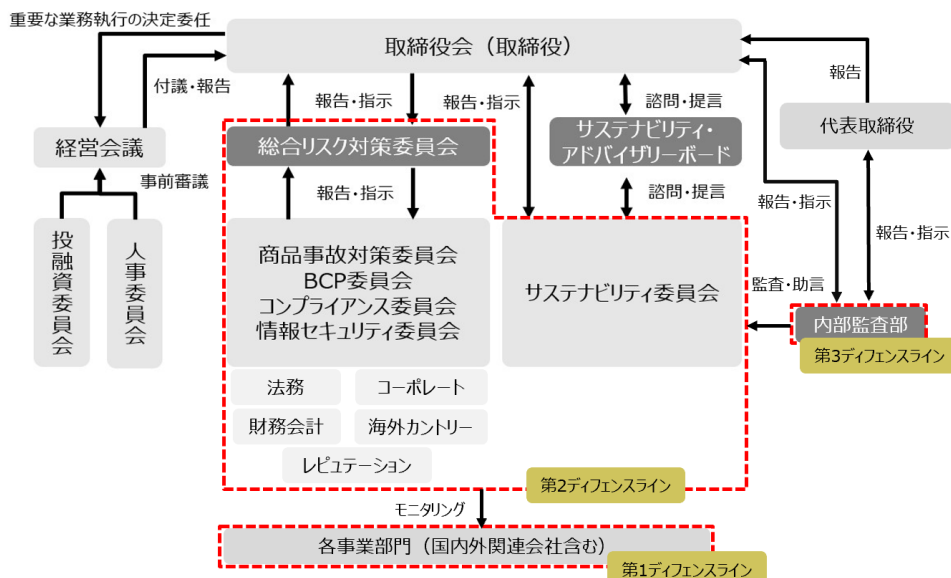 重要な業務執行の決定委任
取締役会（取締役）
付議・報告
報告・指示
報告・指示
諮問・提言
報告
経営会議
総合リスク対策委員会
サステナビリティ・
アドバイザリーボード
代表取締役
事前審議
報告・指示
諮問・提言
報告・指示
報告・指示
投融資委員会
人事委員会
商品事故対策委員会
BCP委員会
コンプライアンス委員会
情報セキュリティ委員会
サステナビリティ委員会
監査・助言
内部監査部
第3ディフェンスライン
法務
コーポレート
財務会計
海外カントリー
レピュテーション
第2ディフェンスライン
モニタリング
各事業部門（国内外関連会社含む）
第1ディフェンスライン